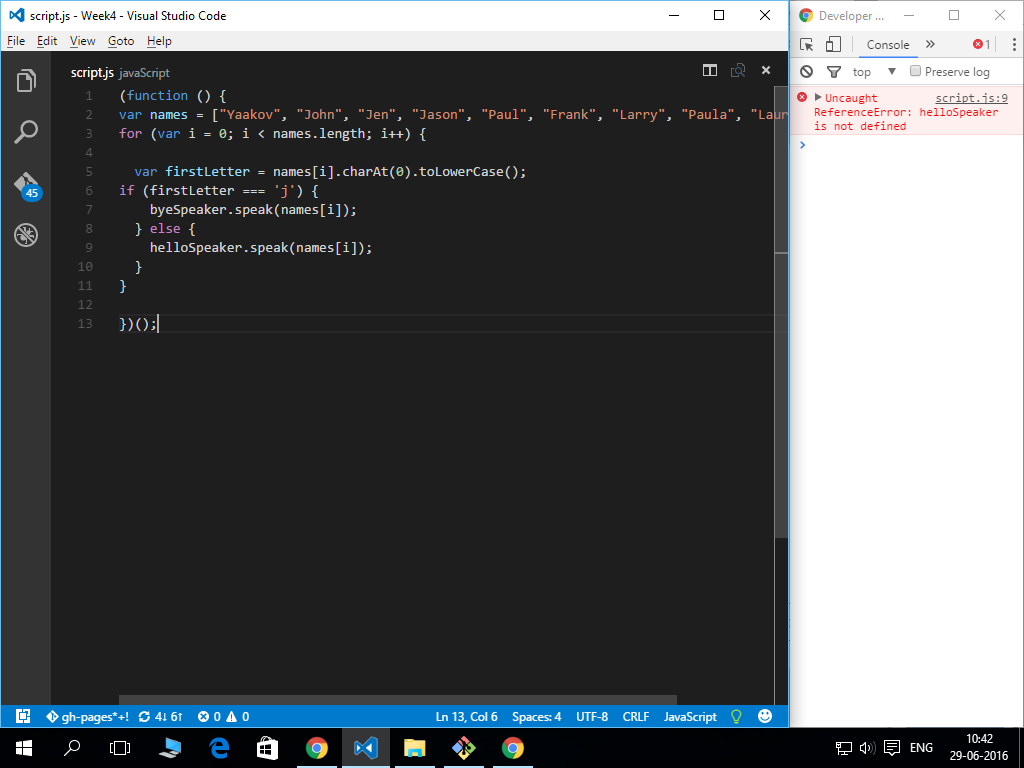 script.js - Week4 - Visual Studio Code
File Edit View Goto Help
script.js javaScript
1 (function () {
2 var names = ["Yaakov", "John", "Jen", "Jason", "Paul", "Frank", "Larry", "Paula", "Laur
3 for (var i = 0; i < names.length; i++) {
4
5 var firstLetter = names[i].charAt(0).toLowerCase();
6 if (firstLetter === 'j') {
7 byeSpeaker.speak(names[i]);
8 } else {
9 helloSpeaker.speak(names[i]);
10 }
11 }
12
13 })();
45
gh-pages*+! 4↓ 6↑ 0 0 Ln 13, Col 6 Spaces: 4 UTF-8 CRLF JavaScript
Developer ...
Console » 1
top ▼ Preserve log
▶ Uncaught script.js:9
ReferenceError: helloSpeaker
is not defined
>
ENG
10:42
29-06-2016